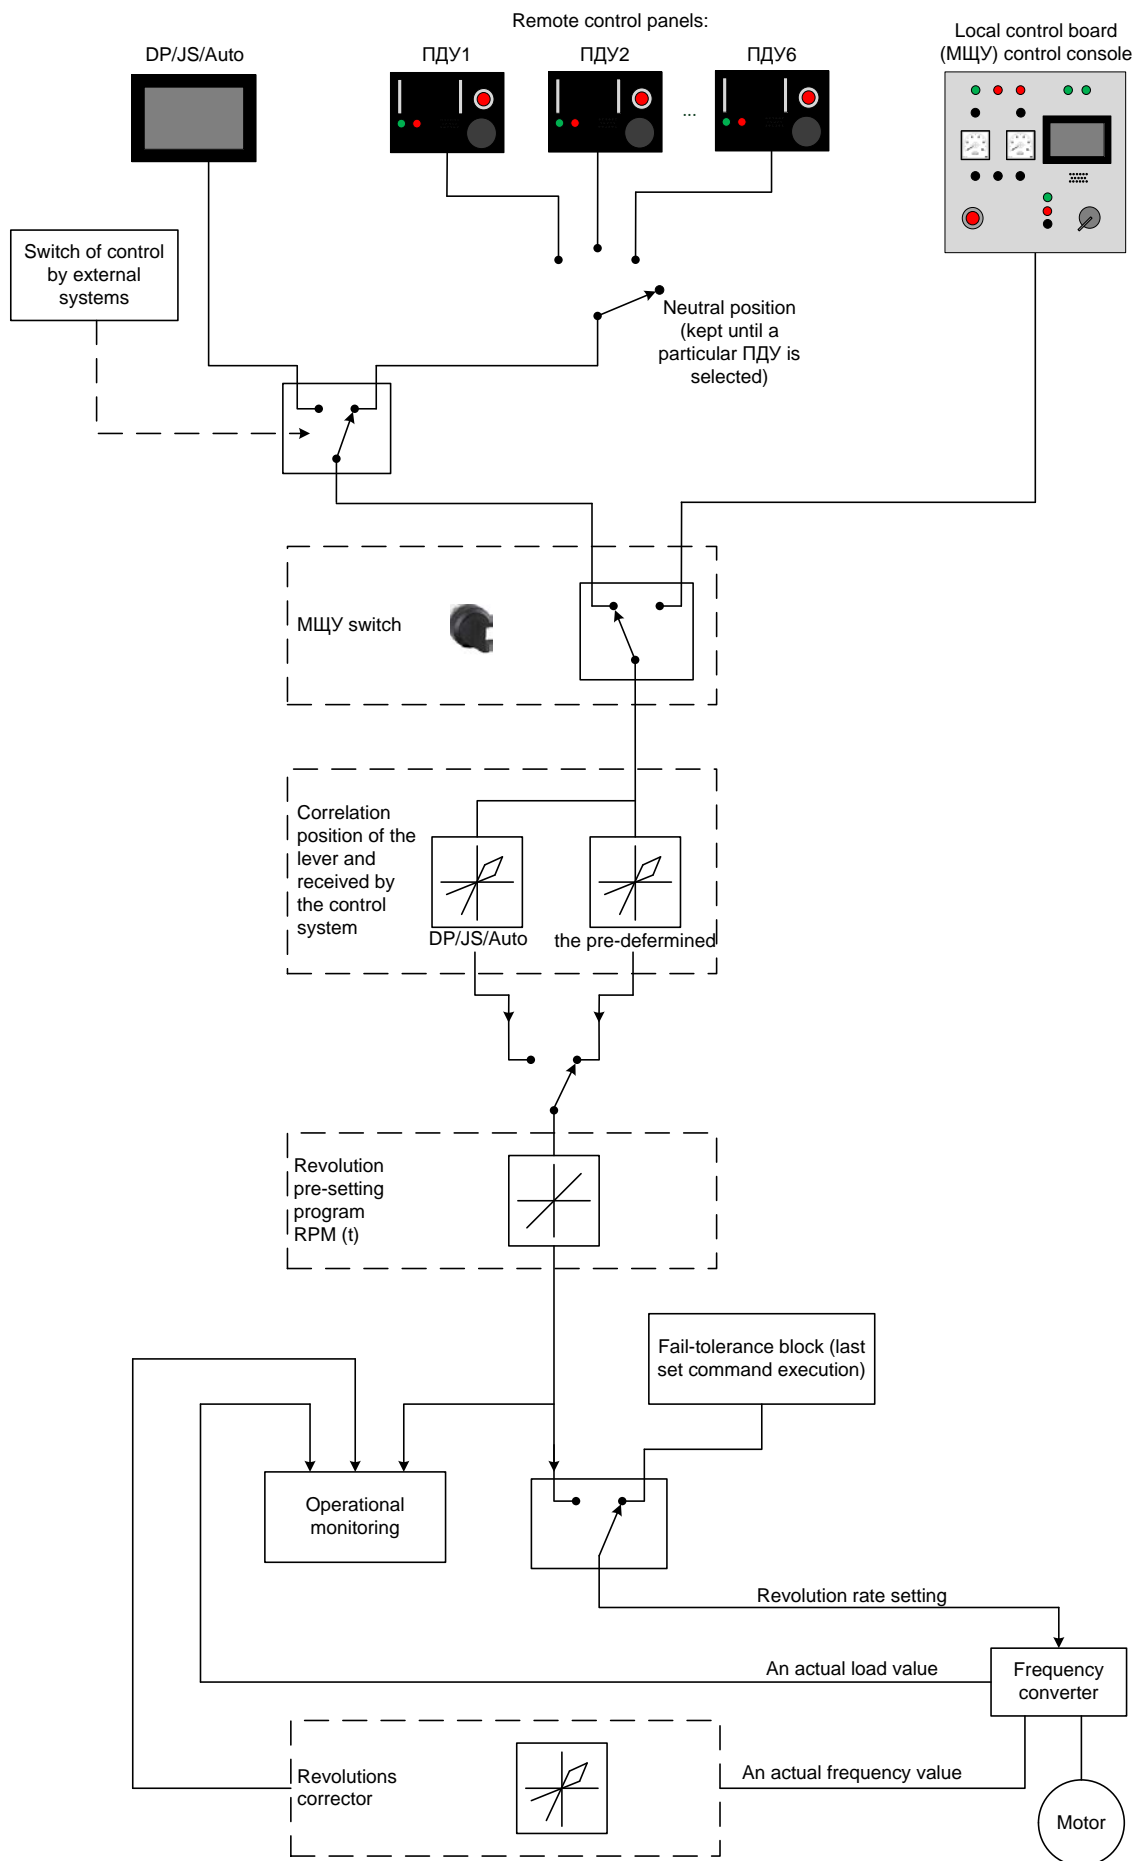 Remote control panels:
DP/JS/Auto
ПДУ1
ПДУ2
ПДУ6
...
Local control board
(МЩУ) control console
Switch of control
by external
systems
Neutral position
(kept until a
particular ПДУ is
selected)
МЩУ switch
Correlation
position of the
lever and
received by
the control
system
DP/JS/Auto
the pre-defermined
Revolution
pre-setting
program
RPM (t)
Fail-tolerance block (last
set command execution)
Operational
monitoring
Revolution rate setting
An actual load value
Frequency
converter
Revolutions
corrector
An actual frequency value
Motor